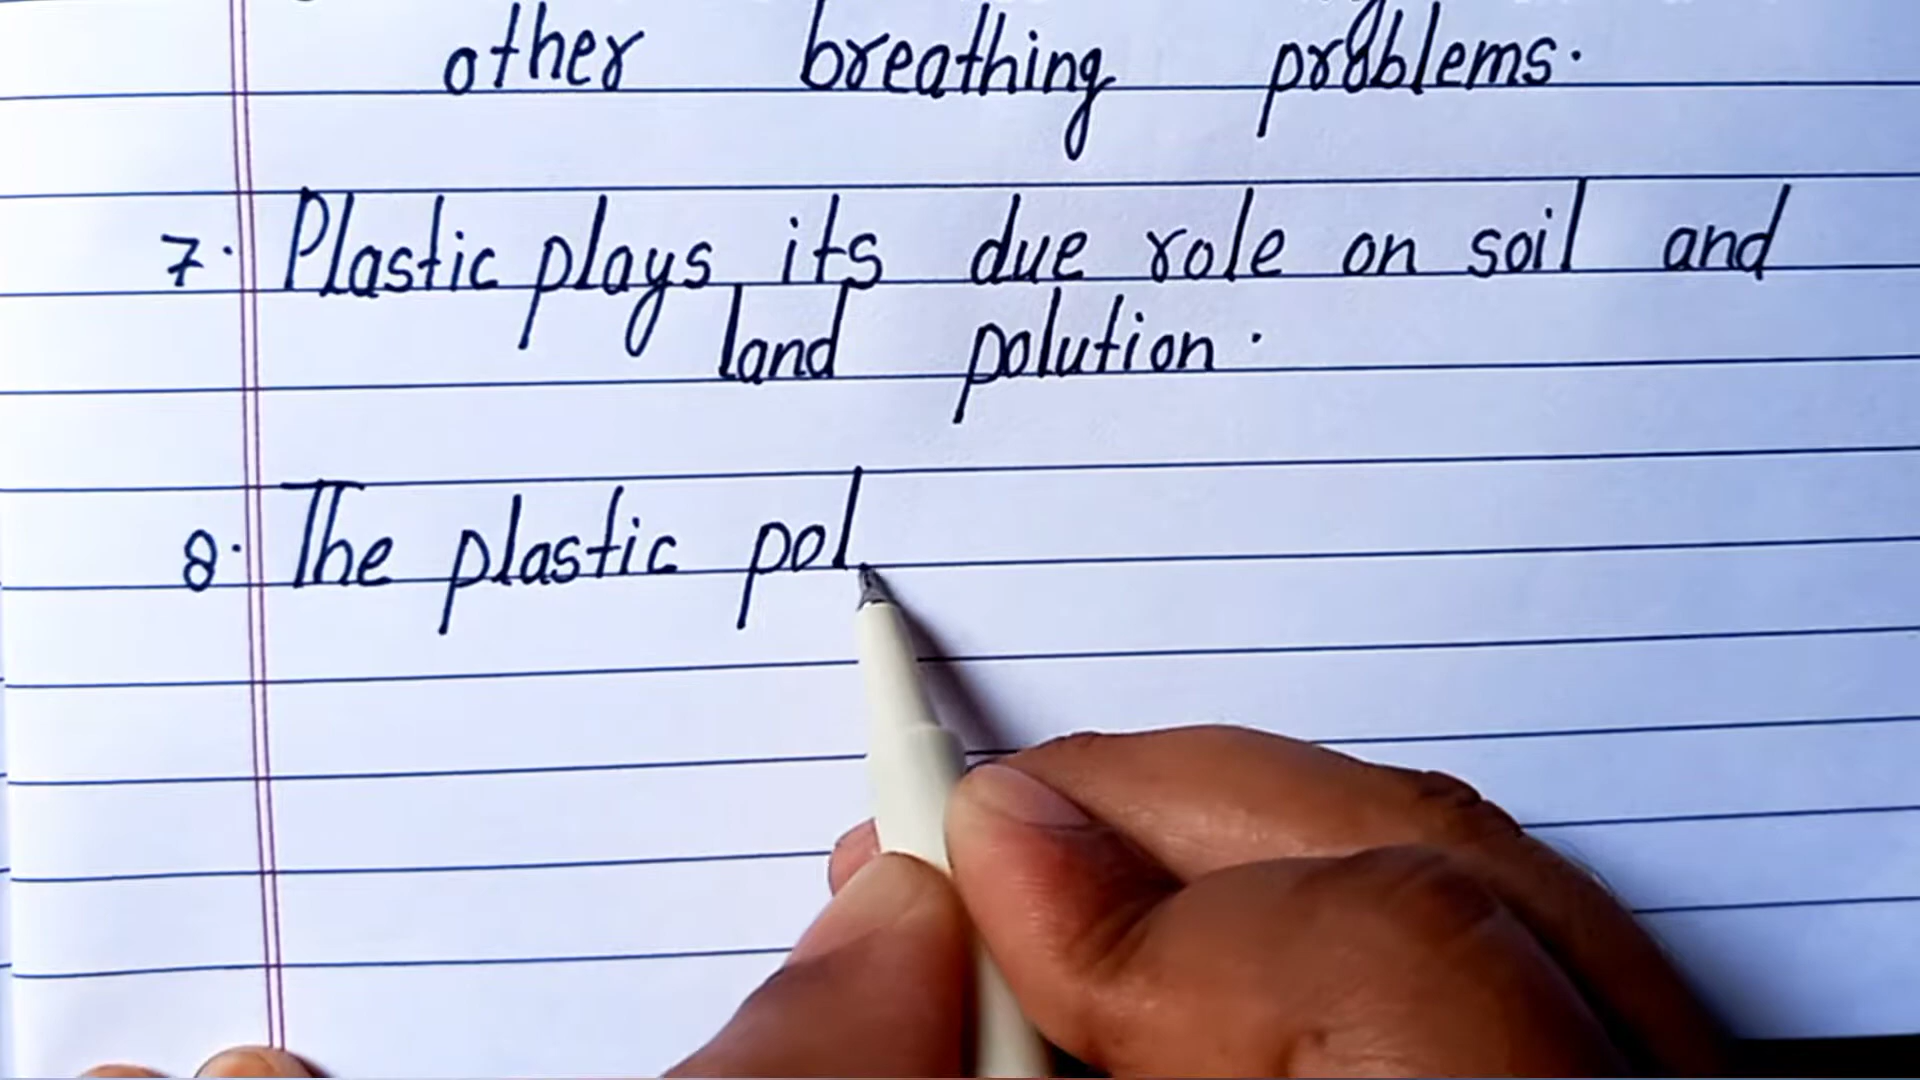 other breathing problems.
7. Plastic plays its due role on soil and
land polution.
8. The plastic pol